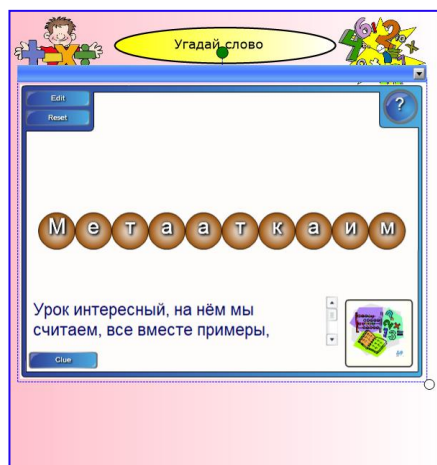 Угадай слово
Edit
Reset
?
М е т а а т к а и м
Урок интересный, на нём мы
считаем, все вместе примеры,
Clue